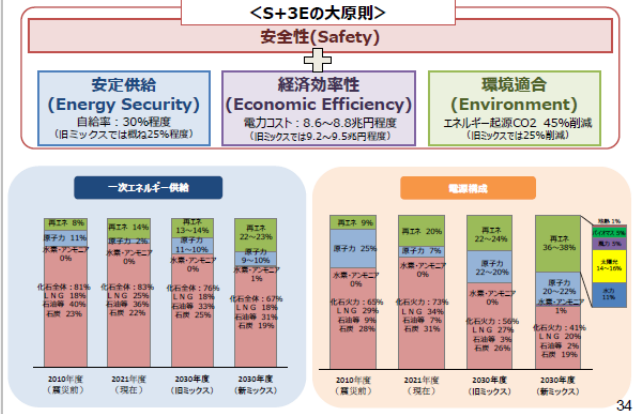 <S+3Eの大原則>
安全性(Safety)
安定供給
(Energy Security)
自給率：30%程度
(旧ミックスでは概ね25%程度)
経済効率性
(Economic Efficiency)
電力コスト：8.6～8.8兆円程度
(旧ミックスでは9.2～9.5兆円程度)
環境適合
(Environment)
エネルギー起源CO2 45%削減
(旧ミックスでは25%削減)
一次エネルギー供給
再エネ 8%
原子力 11%
水素・アンモニア
0%
化石全体：81%
LNG 18%
石油等 40%
石炭 23%
2010年度
(震災前)
再エネ 14%
原子力 2%
水素・アンモニア
0%
化石全体：83%
LNG 25%
石油等 36%
石炭 22%
2021年度
(現在)
再エネ
13～14%
原子力
11～10%
水素・アンモニア
0%
化石全体：76%
LNG 18%
石油等 33%
石炭 25%
2030年度
(旧ミックス)
再エネ
22～23%
原子力
9～10%
水素・アンモニア
1%
化石全体：67%
LNG 18%
石油等 31%
石炭 19%
2030年度
(新ミックス)
電源構成
再エネ 9%
原子力 25%
水素・アンモニア
0%
化石火力：65%
LNG 29%
石油等 9%
石炭 28%
2010年度
(震災前)
再エネ 20%
原子力 7%
水素・アンモニア
0%
化石火力：73%
LNG 34%
石油等 7%
石炭 31%
2021年度
(現在)
再エネ
22～24%
原子力
22～20%
水素・アンモニア
0%
化石火力：56%
LNG 27%
石油等 3%
石炭 26%
2030年度
(旧ミックス)
再エネ
36～38%
原子力
20～22%
水素・アンモニア
1%
化石火力：41%
LNG 20%
石油等 2%
石炭 19%
2030年度
(新ミックス)
地熱 1%
バイオマス 5%
風力 5%
太陽光
14～16%
水力
11%
34